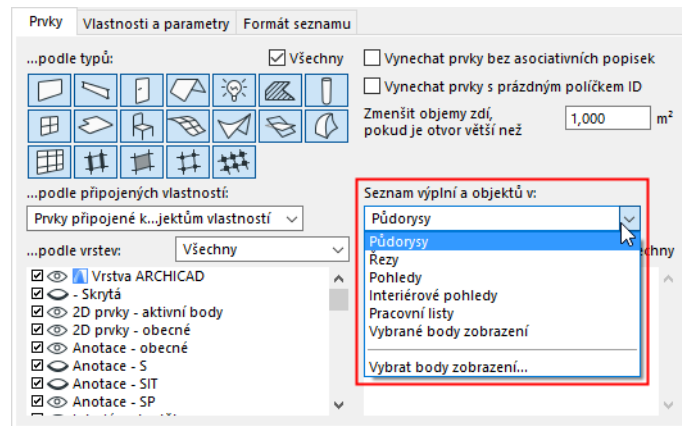 Prvky
Vlastnosti a parametry
Formát seznamu
...podle typů:
Všechny
Vynechat prvky bez asociativních popisek
Vynechat prvky s prázdným políčkem ID
Zmenšit objemy zdí,
pokud je otvor větší než
1,000
m²
...podle připojených vlastností:
Prvky připojené k...jektům vlastností
...podle vrstev:
Všechny
Vrstva ARCHICAD
- Skrytá
2D prvky - aktivní body
2D prvky - obecné
Anotace - obecné
Anotace - S
Anotace - SIT
Anotace - SP
Seznam výplní a objektů v:
Půdorysy
Půdorysy
Řezy
Pohledy
Interiérové pohledy
Pracovní listy
Vybrané body zobrazení
Vybrat body zobrazení...